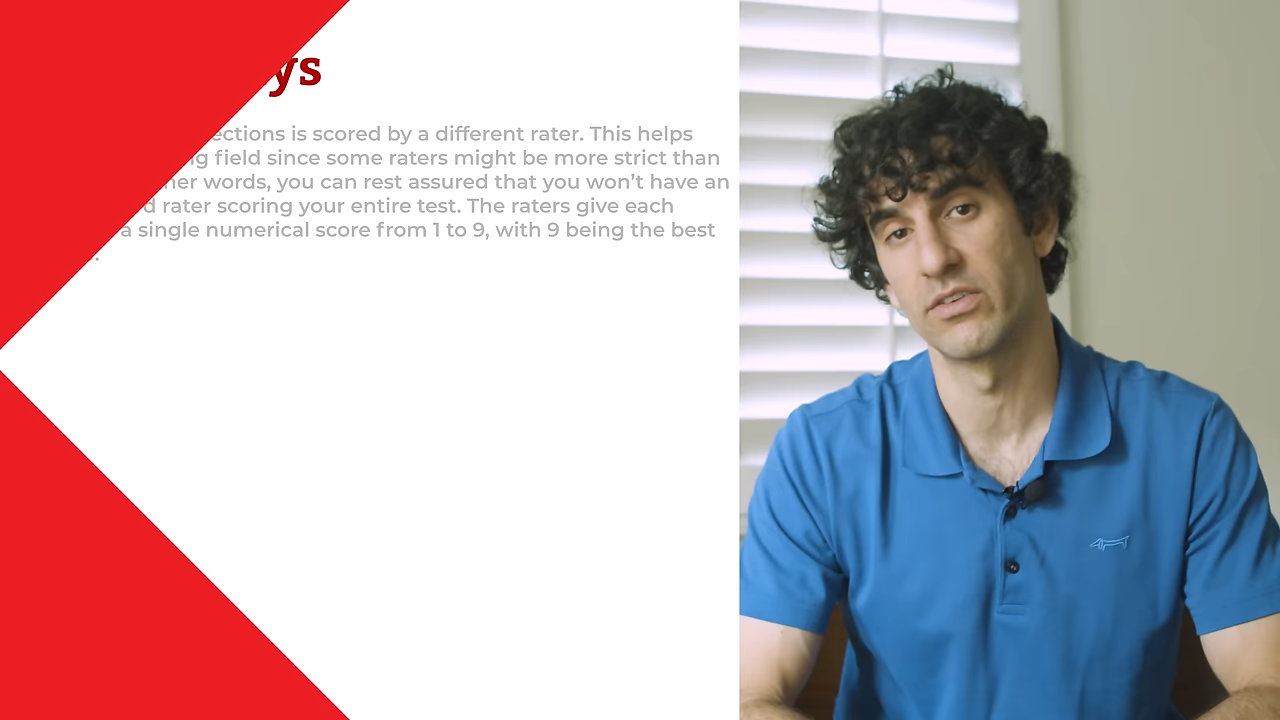 ys
ections is scored by a different rater. This helps
ng field since some raters might be more strict than
her words, you can rest assured that you won’t have an
d rater scoring your entire test. The raters give each
a single numerical score from 1 to 9, with 9 being the best
.